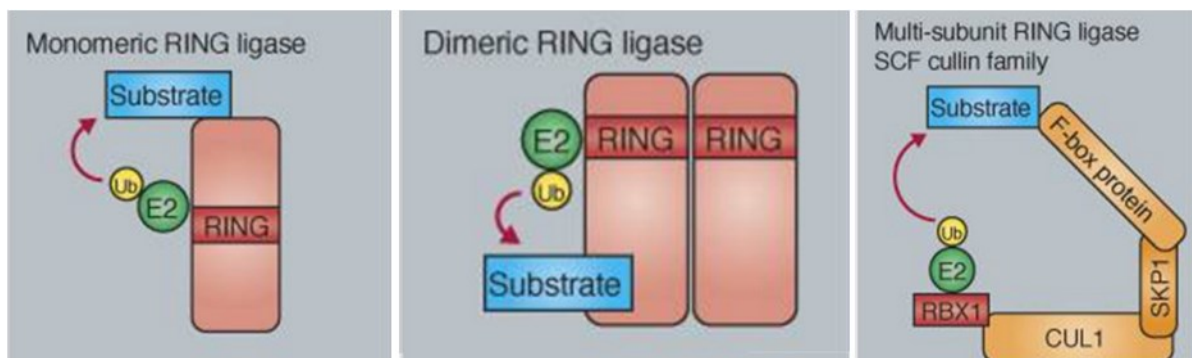 Monomeric RING ligase
Substrate
Ub
E2
RING
Dimeric RING ligase
E2
RING
RING
Ub
Substrate
Multi-subunit RING ligase
SCF cullin family
Substrate
F-box protein
Ub
E2
RBX1
SKP1
CUL1